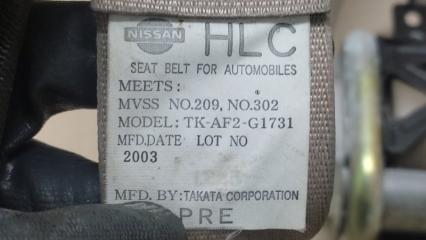 NISSAN HLC
SEAT BELT FOR AUTOMOBILES
MEETS:
MVSS NO.209, NO.302
MODEL: TK-AF2-G1731
MFD.DATE LOT NO
2003
MFD. BY:TAKATA CORPORATION
PRE